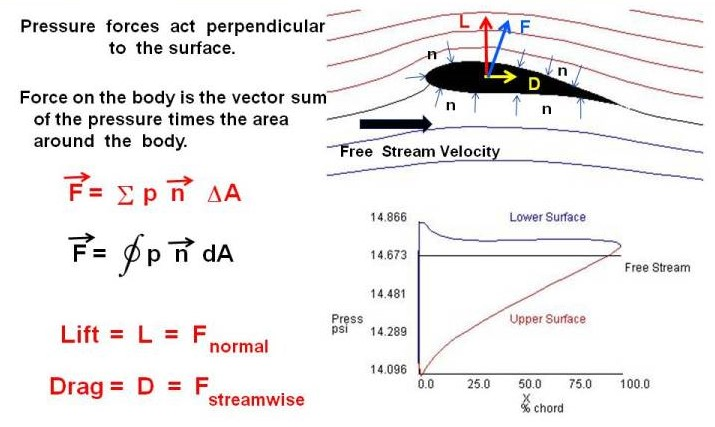 Pressure forces act perpendicular
to the surface.
Force on the body is the vector sum
of the pressure times the area
around the body.
F = Σ p n ΔA
F = ∮ p n dA
Lift = L = F normal
Drag = D = F streamwise
L
F
n
n
D
n
n
Free Stream Velocity
14.866
Lower Surface
14.673
Free Stream
14.481
Press
psi
Upper Surface
14.289
14.096
0.0 25.0 50.0 75.0 100.0
X
% chord